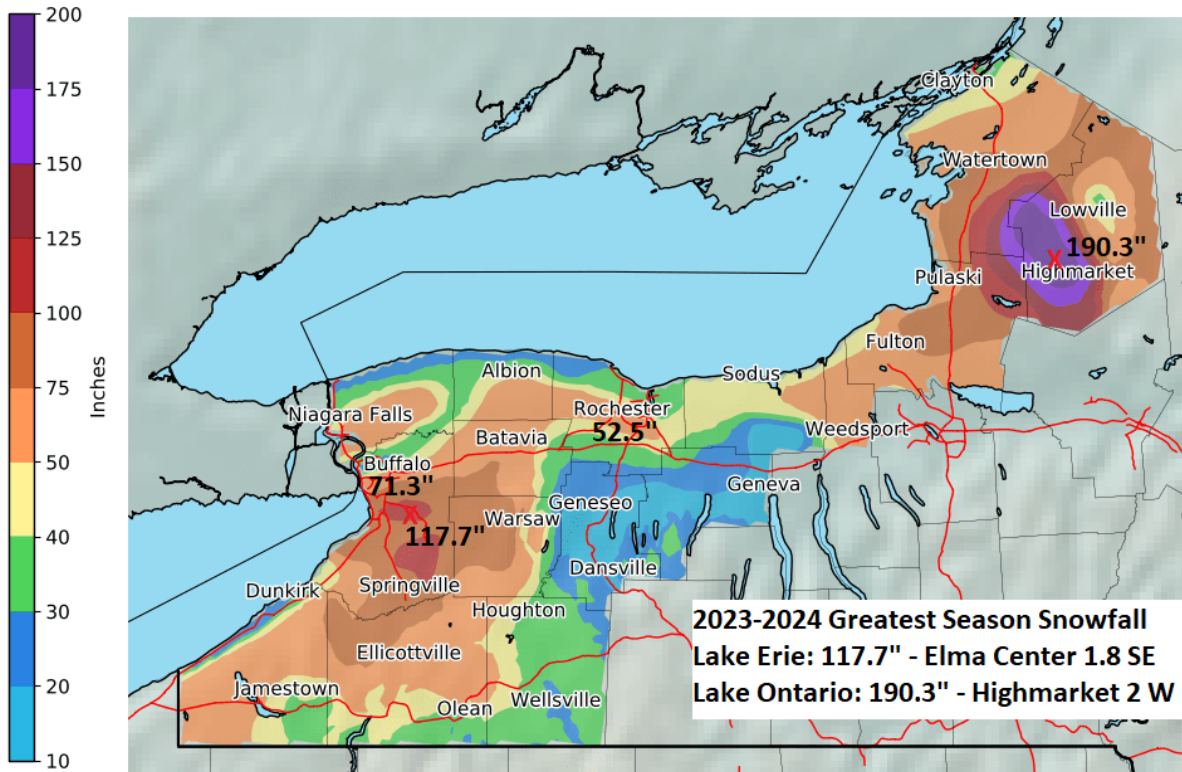 200
175
150
125
100
75
50
40
30
20
10
Inches
Clayton
Watertown
Lowville
190.3"
X
Highmarket
Pulaski
Fulton
Sodus
Albion
Niagara Falls
Rochester
52.5"
Batavia
Weedsport
Buffalo
71.3"
Geneva
Geneseo
X
Warsaw
117.7"
Dansville
Springville
Dunkirk
Houghton
Ellicottville
Jamestown
Wellsville
Olean
2023-2024 Greatest Season Snowfall
Lake Erie: 117.7" - Elma Center 1.8 SE
Lake Ontario: 190.3" - Highmarket 2 W